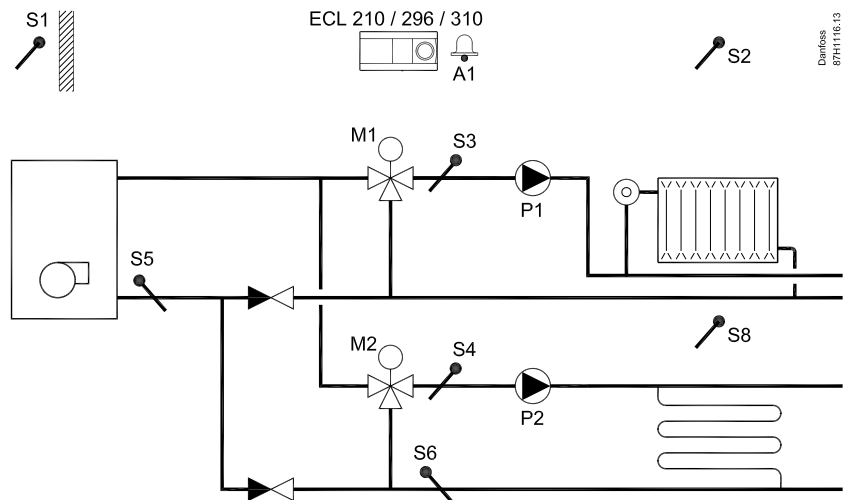 S1
ECL 210 / 296 / 310
A1
S2
Danfoss
87H1116.13
M1
S3
P1
S5
M2
S4
S8
P2
S6